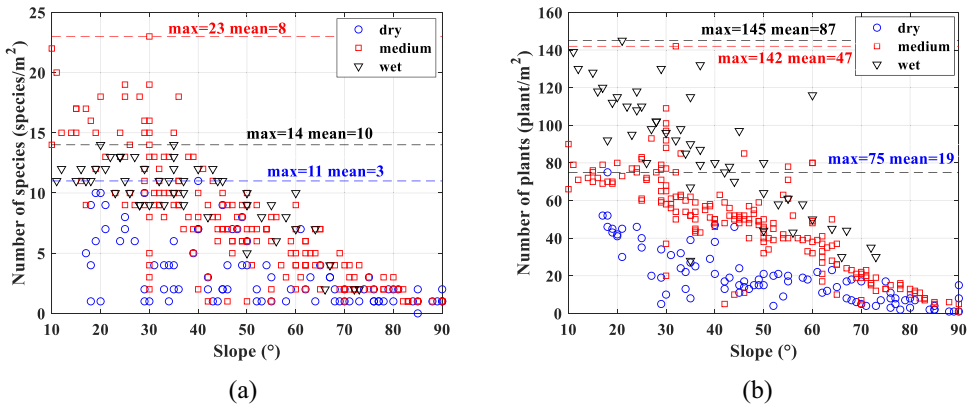 max=23 mean=8
dry
medium
wet
max=14 mean=10
max=11 mean=3
25
20
15
10
5
0
Number of species (species/m²)
10 20 30 40 50 60 70 80 90
Slope (°)
(a)
max=145 mean=87
max=142 mean=47
dry
medium
wet
max=75 mean=19
160
140
120
100
80
60
40
20
0
Number of plants (plant/m²)
10 20 30 40 50 60 70 80 90
Slope (°)
(b)